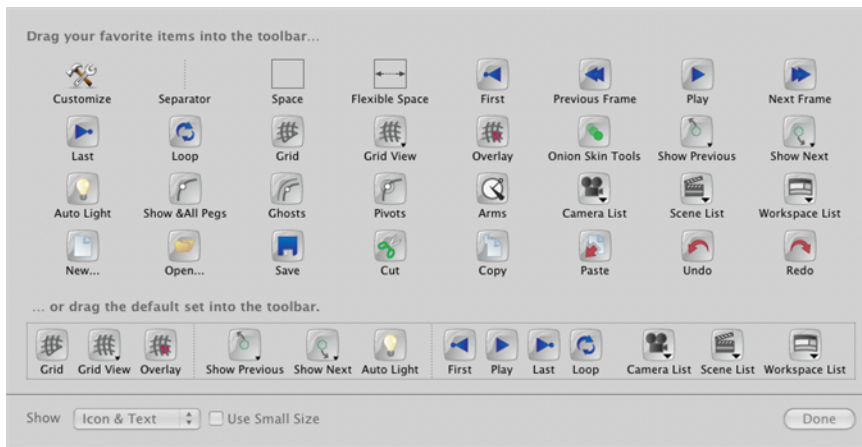 Drag your favorite items into the toolbar...
Customize Separator Space Flexible Space First Previous Frame Play Next Frame
Last Loop Grid Grid View Overlay Onion Skin Tools Show Previous Show Next
Auto Light Show &All Pegs Ghosts Pivots Arms Camera List Scene List Workspace List
New... Open... Save Cut Copy Paste Undo Redo
... or drag the default set into the toolbar.
Grid Grid View Overlay Show Previous Show Next Auto Light First Play Last Loop Camera List Scene List Workspace List
Show Icon & Text Use Small Size Done